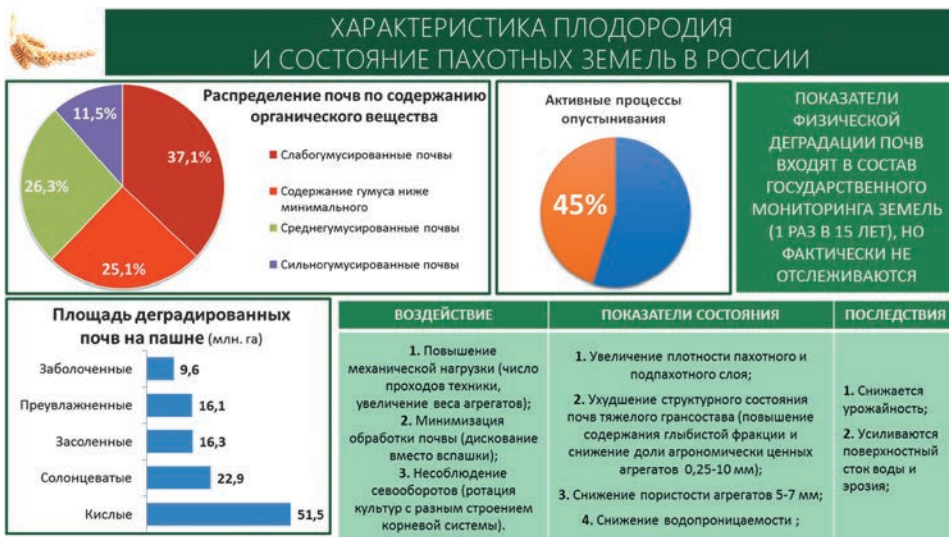 ХАРАКТЕРИСТИКА ПЛОДОРОДИЯ
И СОСТОЯНИЕ ПАХОТНЫХ ЗЕМЕЛЬ В РОССИИ
Распределение почв по содержанию
органического вещества
11,5%
37,1%
26,3%
25,1%
Слабогумусированные почвы
Содержание гумуса ниже
минимального
Среднегумусированные почвы
Сильногумусированные почвы
Активные процессы
опустынивания
45%
ПОКАЗАТЕЛИ
ФИЗИЧЕСКОЙ
ДЕГРАДАЦИИ ПОЧВ
ВХОДЯТ В СОСТАВ
ГОСУДАРСТВЕННОГО
МОНИТОРИНГА ЗЕМЕЛЬ
(1 РАЗ В 15 ЛЕТ), НО
ФАКТИЧЕСКИ НЕ
ОТСЛЕЖИВАЮТСЯ
Площадь деградированных
почв на пашне (млн. га)
Заболоченные 9,6
Преувлажненные 16,1
Засоленные 16,3
Солонцеватые 22,9
Кислые 51,5
ВОЗДЕЙСТВИЕ
1. Повышение
механической нагрузки (число
проходов техники,
увеличение веса агрегатов);
2. Минимизация
обработки почвы (дискование
вместо вспашки);
3. Несоблюдение
севооборотов (ротация
культур с разным строением
корневой системы).
ПОКАЗАТЕЛИ СОСТОЯНИЯ
1. Увеличение плотности пахотного и
подпахотного слоя;
2. Ухудшение структурного состояния
почв тяжелого грансостава (повышение
содержания глыбистой фракции и
снижение доли агрономически ценных
агрегатов 0,25-10 мм);
3. Снижение пористости агрегатов 5-7 мм;
4. Снижение водопроницаемости ;
ПОСЛЕДСТВИЯ
1. Снижается
урожайность;
2. Усиливаются
поверхностный
сток воды и
эрозия;